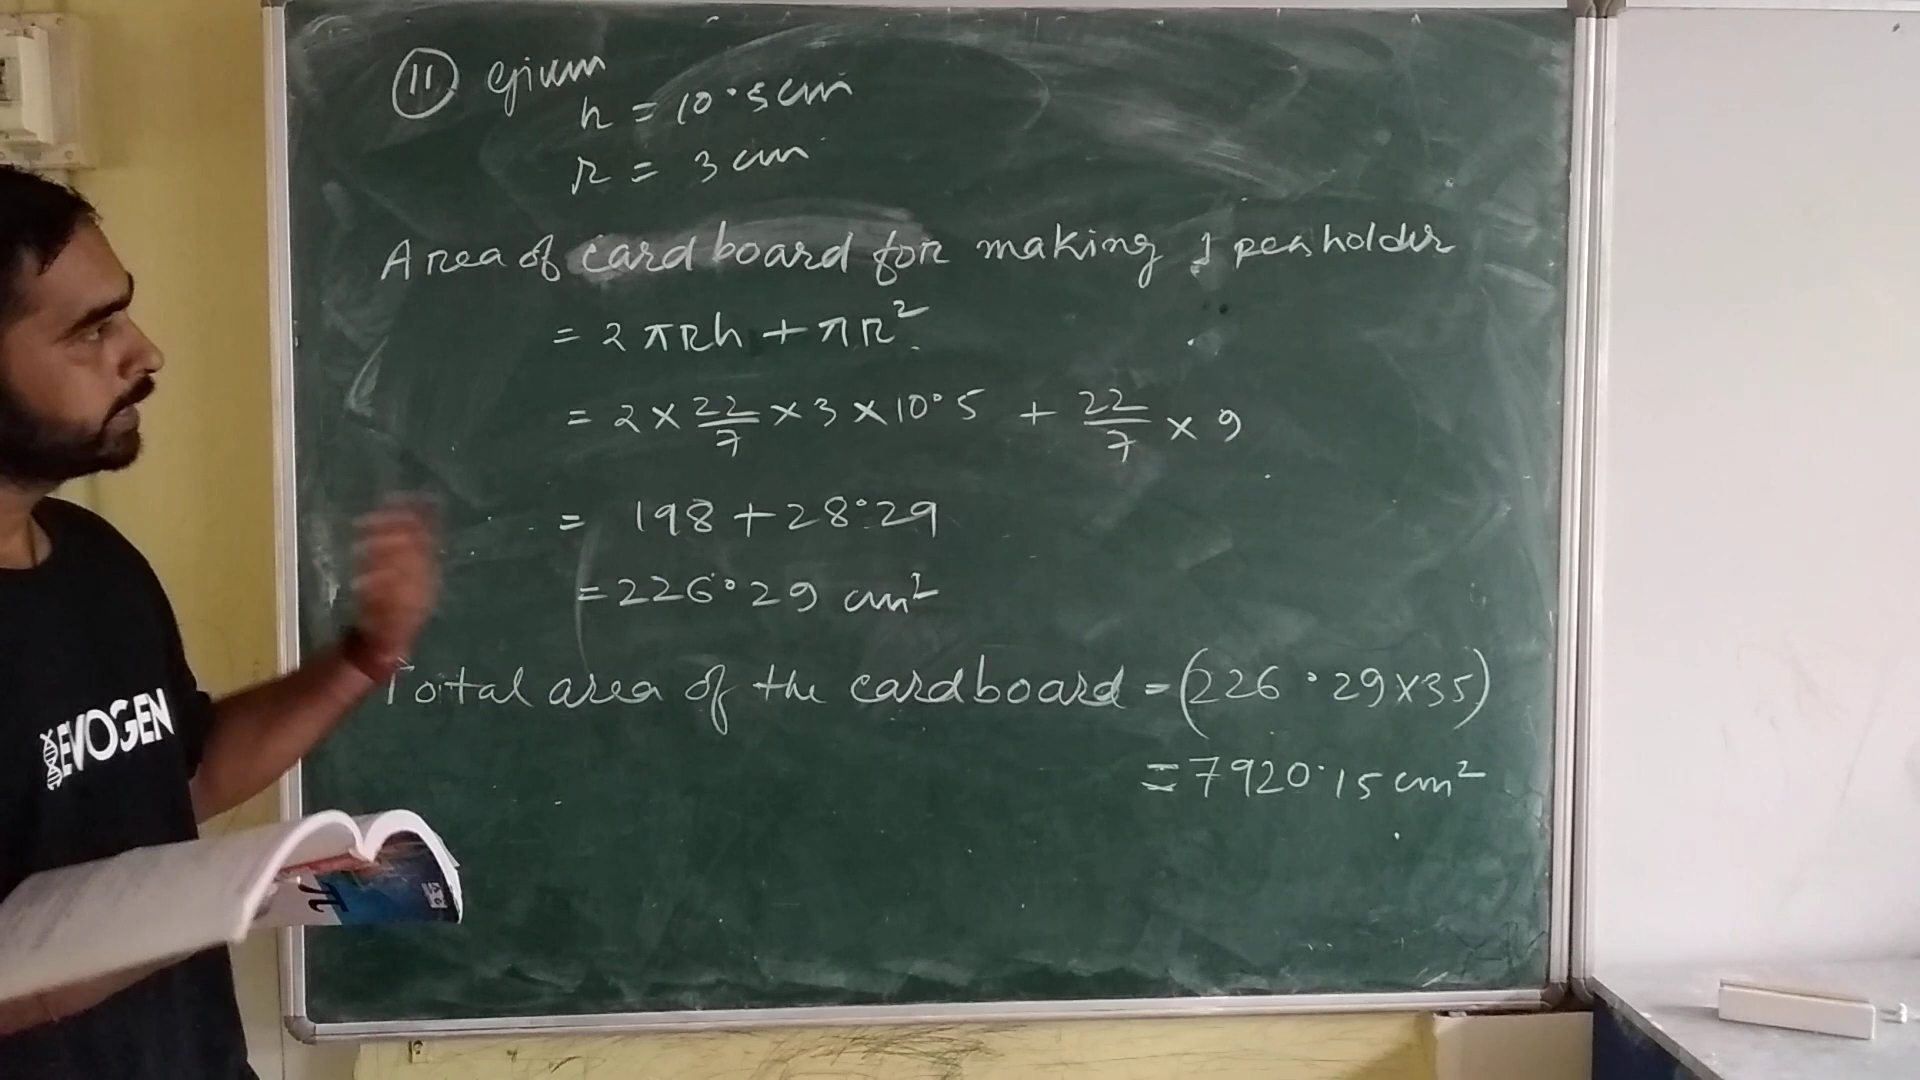 11 Given
h = 10.5 cm
r = 3 cm
Area of cardboard for making 1 penholder
= 2πrh + πr²
= 2 × 22/7 × 3 × 10.5 + 22/7 × 9
= 198 + 28.29
= 226.29 cm²
Total area of the cardboard = (226.29 × 35)
= 7920.15 cm²
EVOGEN
π